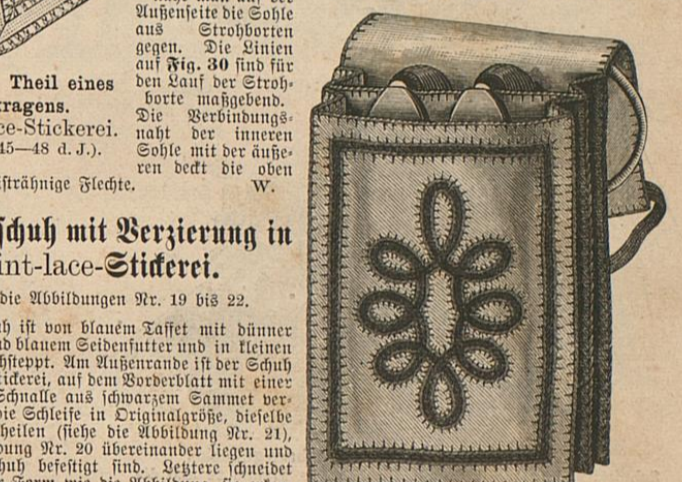 Außenseite die Sohle
aus Strohborten
gegen. Die Linien
auf Fig. 30 sind für
den Lauf der Stroh-
borte maßgebend.
Die Verbindungs-
naht der inneren
Sohle mit der äuße-
ren deckt die oben
Flechte.
W.
Theil eines
ce-Stickerei.
45—48 d. J.).
schuh mit Verzierung in
int-lace-Stickerei.
die Abbildungen Nr. 19 bis 22.
uh ist von blauem Taffet mit dünner
nd blauem Seidenfutter und in kleinen
hsteppt. Am Außenrande ist der Schuh
tickerei, auf dem Vorderblatt mit einer
Schnalle aus schwarzem Sammet ver-
die Schleife in Originalgröße, dieselbe
heilen (siehe die Abbildung Nr. 21),
dung Nr. 20 übereinander liegen und
huh befestigt sind. Letztere schneidet